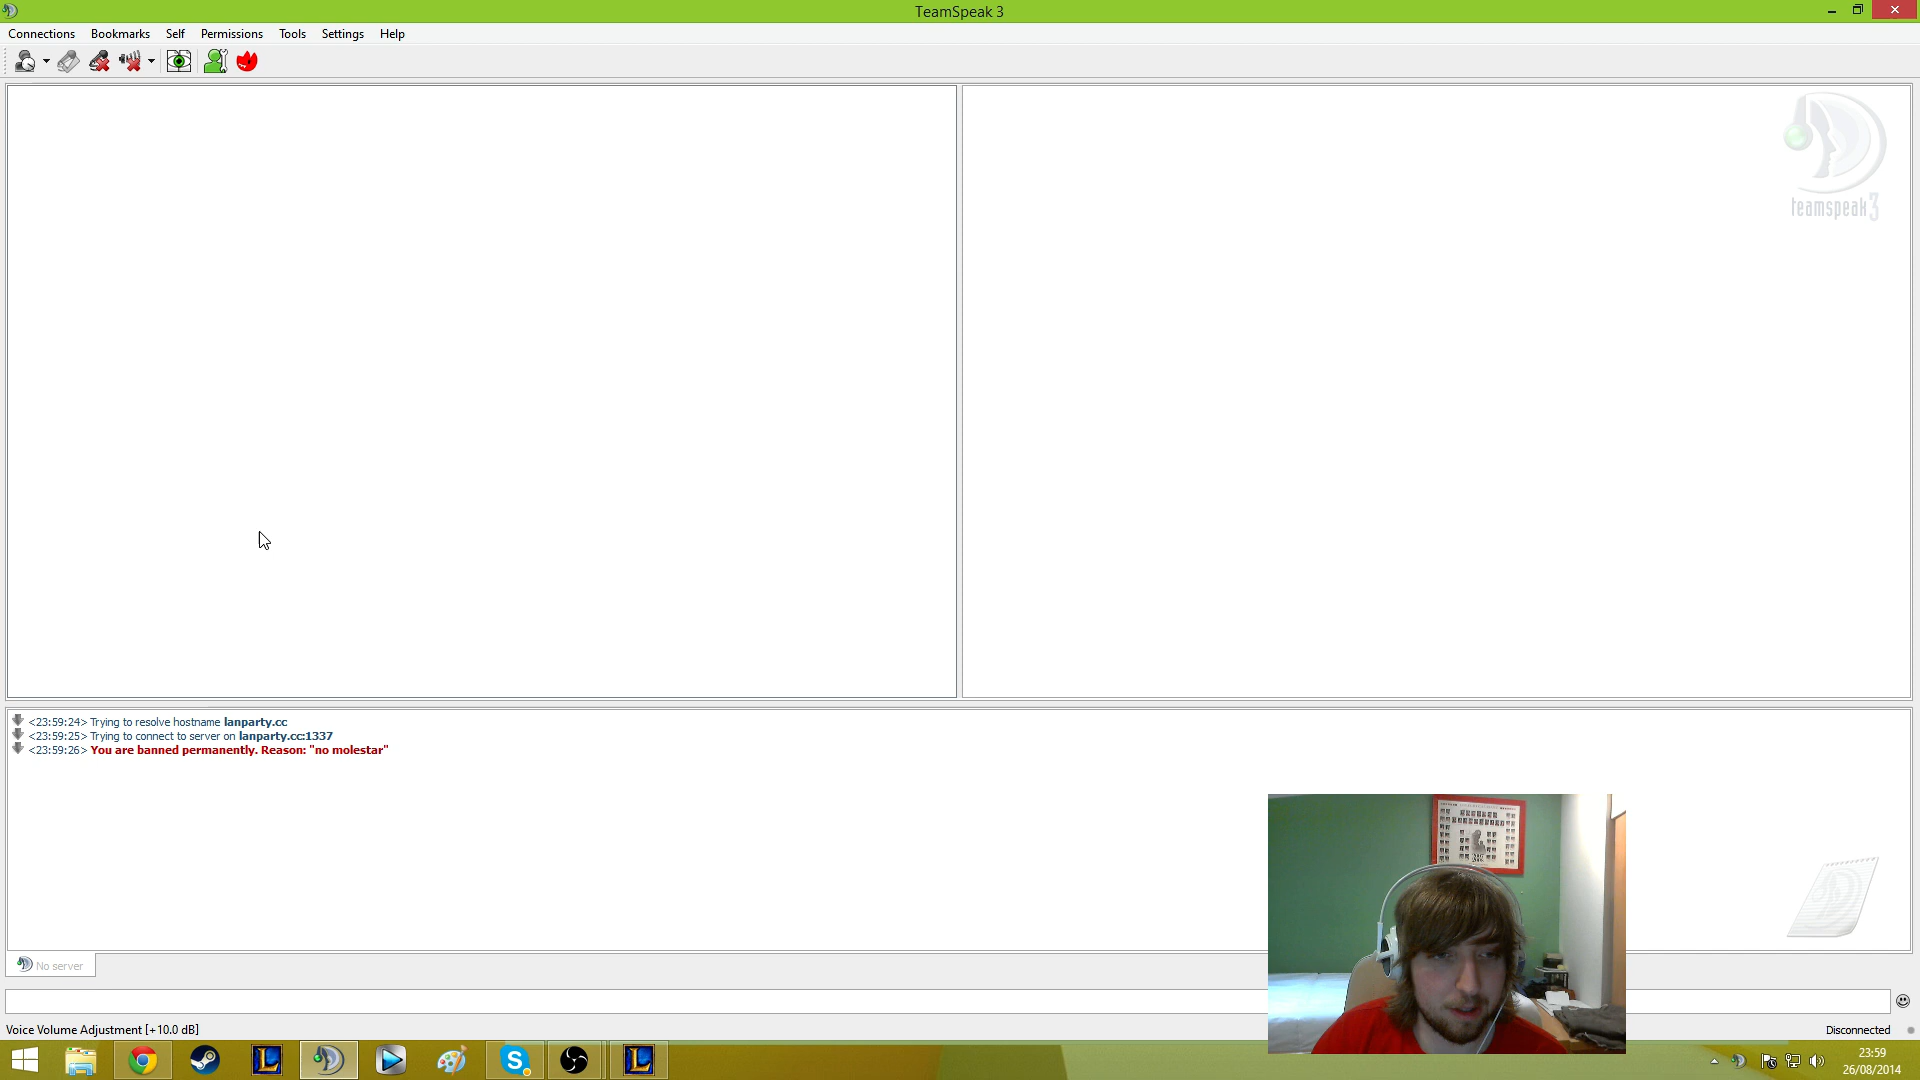 TeamSpeak 3
Connections Bookmarks Self Permissions Tools Settings Help
teamspeak3
<23:59:24> Trying to resolve hostname lanparty.cc
<23:59:25> Trying to connect to server on lanparty.cc:1337
<23:59:26> You are banned permanently. Reason: "no molestar"
No server
Voice Volume Adjustment [+10.0 dB]
Disconnected
23:59
26/08/2014